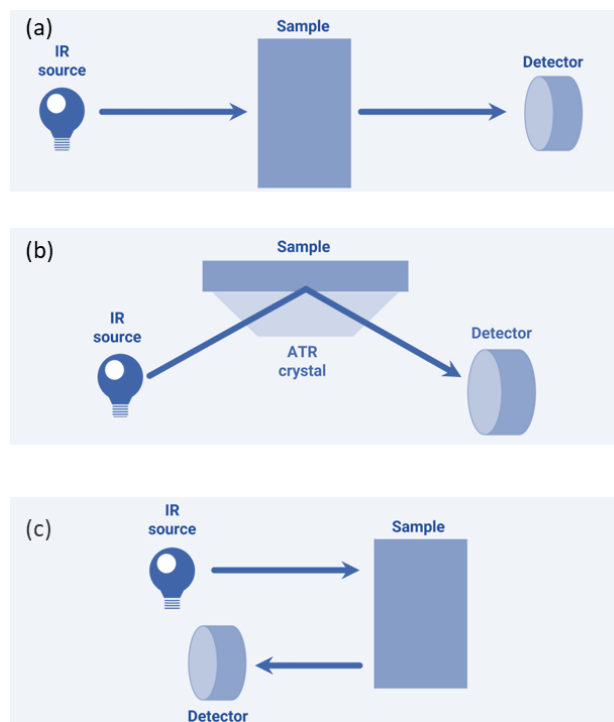 (a)
IR
source
Sample
Detector
(b)
Sample
IR
source
ATR
crystal
Detector
(c)
IR
source
Sample
Detector